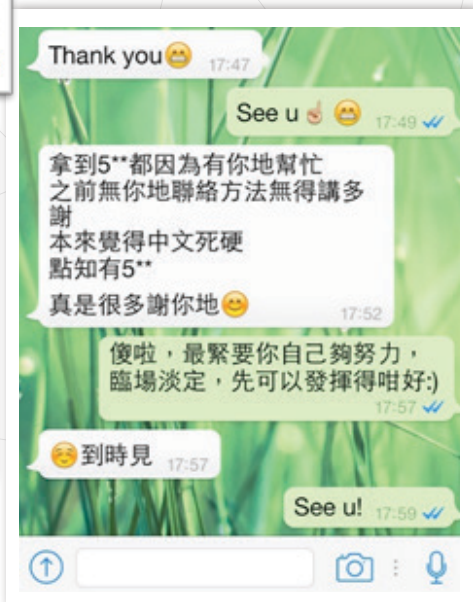 Thank you😁 17:47
See u☝😁 17:49
拿到5**都因為有你地幫忙
之前無你地聯絡方法無得講多
謝
本來覺得中文死硬
點知有5**
真是很多謝你地😊 17:52
傻啦，最緊要你自己夠努力，
臨場淡定，先可以發揮得咁好:)
17:57
☺️到時見 17:57
See u! 17:59